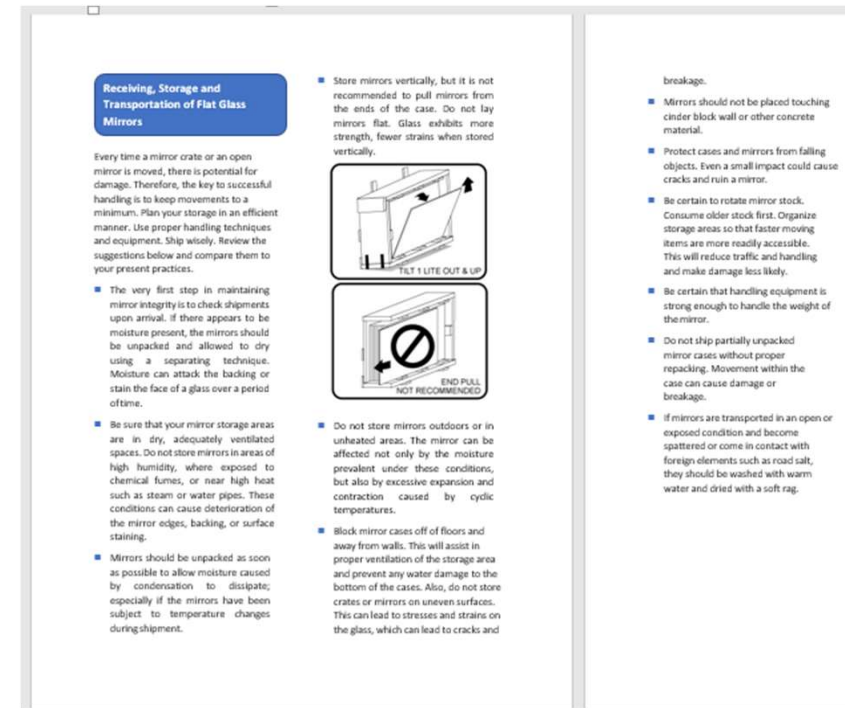 Receiving, Storage and
Transportation of Flat Glass
Mirrors
Every time a mirror crate or an open
mirror is moved, there is potential for
damage. Therefore, the key to successful
handling is to keep movements to a
minimum. Plan your storage in an efficient
manner. Use proper handling techniques
and equipment. Ship wisely. Review the
suggestions below and compare them to
your present practices.
The very first step in maintaining
mirror integrity is to check shipments
upon arrival. If there appears to be
moisture present, the mirrors should
be unpacked and allowed to dry
using a separating technique.
Moisture can attack the backing or
stain the face of a glass over a period
of time.
Be sure that your mirror storage areas
are in dry, adequately ventilated
spaces. Do not store mirrors in areas of
high humidity, where exposed to
chemical fumes, or near high heat
such as steam or water pipes. These
conditions can cause deterioration of
the mirror edges, backing, or surface
staining.
Mirrors should be unpacked as soon
as possible to allow moisture caused
by condensation to dissipate;
especially if the mirrors have been
subject to temperature changes
during shipment.
Store mirrors vertically, but it is not
recommended to pull mirrors from
the ends of the case. Do not lay
mirrors flat. Glass exhibits more
strength, fewer strains when stored
vertically.
TILT 1 LITE OUT & UP
END PULL
NOT RECOMMENDED
Do not store mirrors outdoors or in
unheated areas. The mirror can be
affected not only by the moisture
prevalent under these conditions,
but also by excessive expansion and
contraction caused by cyclic
temperatures.
Block mirror cases off of floors and
away from walls. This will assist in
proper ventilation of the storage area
and prevent any water damage to the
bottom of the cases. Also, do not store
crates or mirrors on uneven surfaces.
This can lead to stresses and strains on
the glass, which can lead to cracks and
breakage.
Mirrors should not be placed touching
cinder block wall or other concrete
material.
Protect cases and mirrors from falling
objects. Even a small impact could cause
cracks and ruin a mirror.
Be certain to rotate mirror stock.
Consume older stock first. Organize
storage areas so that faster moving
items are more readily accessible.
This will reduce traffic and handling
and make damage less likely.
Be certain that handling equipment is
strong enough to handle the weight of
the mirror.
Do not ship partially unpacked
mirror cases without proper
repacking. Movement within the
case can cause damage or
breakage.
If mirrors are transported in an open or
exposed condition and become
spattered or come in contact with
foreign elements such as road salt,
they should be washed with warm
water and dried with a soft rag.